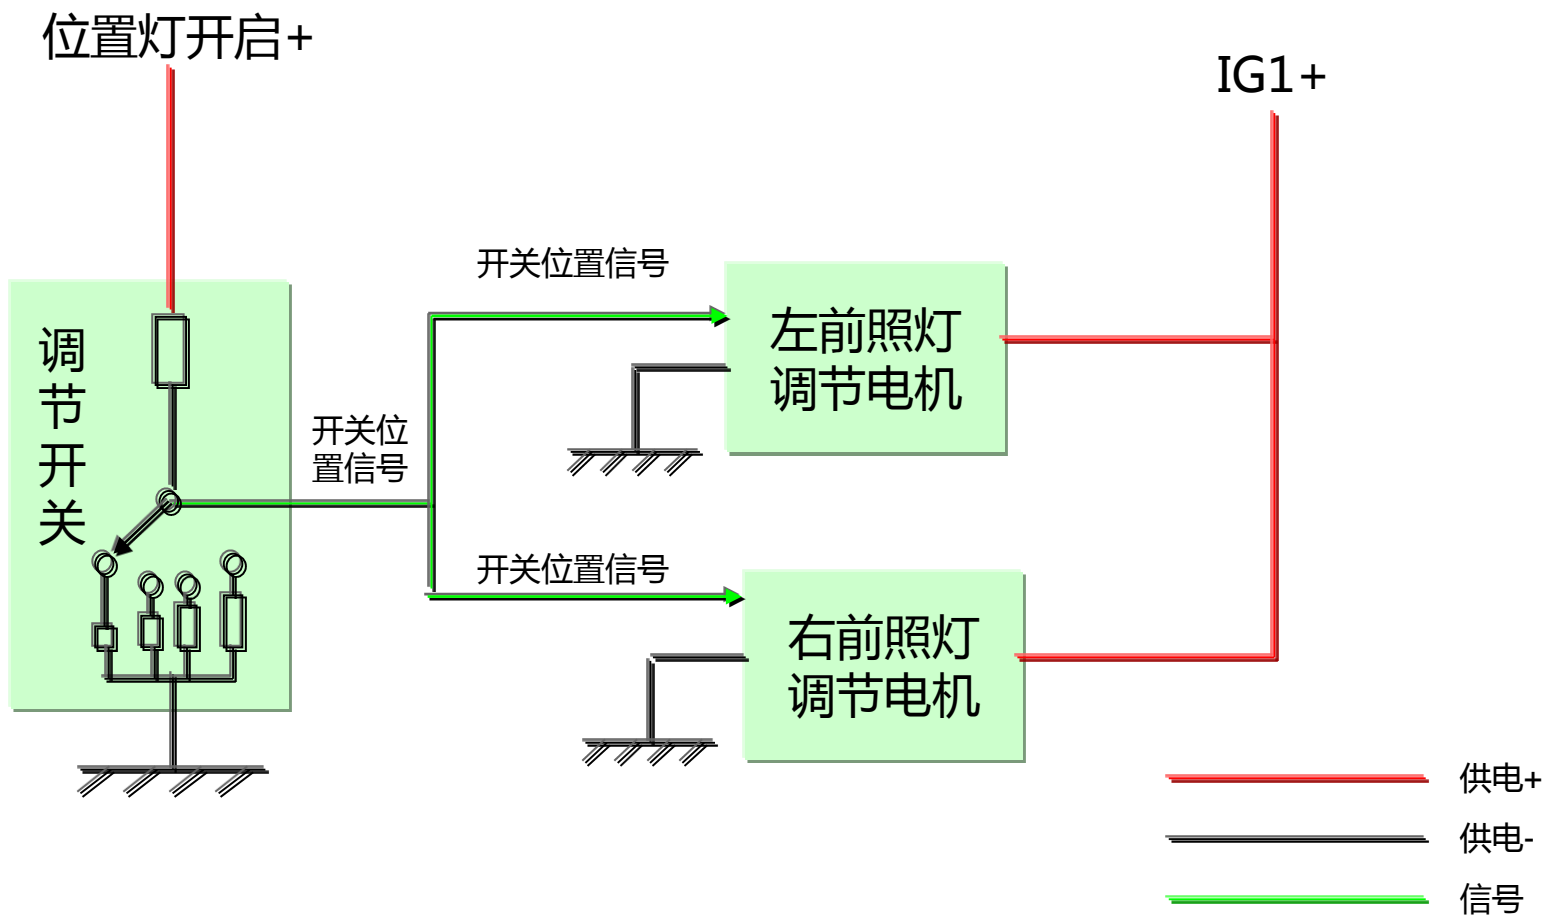 位置灯开启+
IG1+
开关位置信号
左前照灯
调节电机
调
节
开
关
开关位
置信号
开关位置信号
右前照灯
调节电机
供电+
供电-
信号